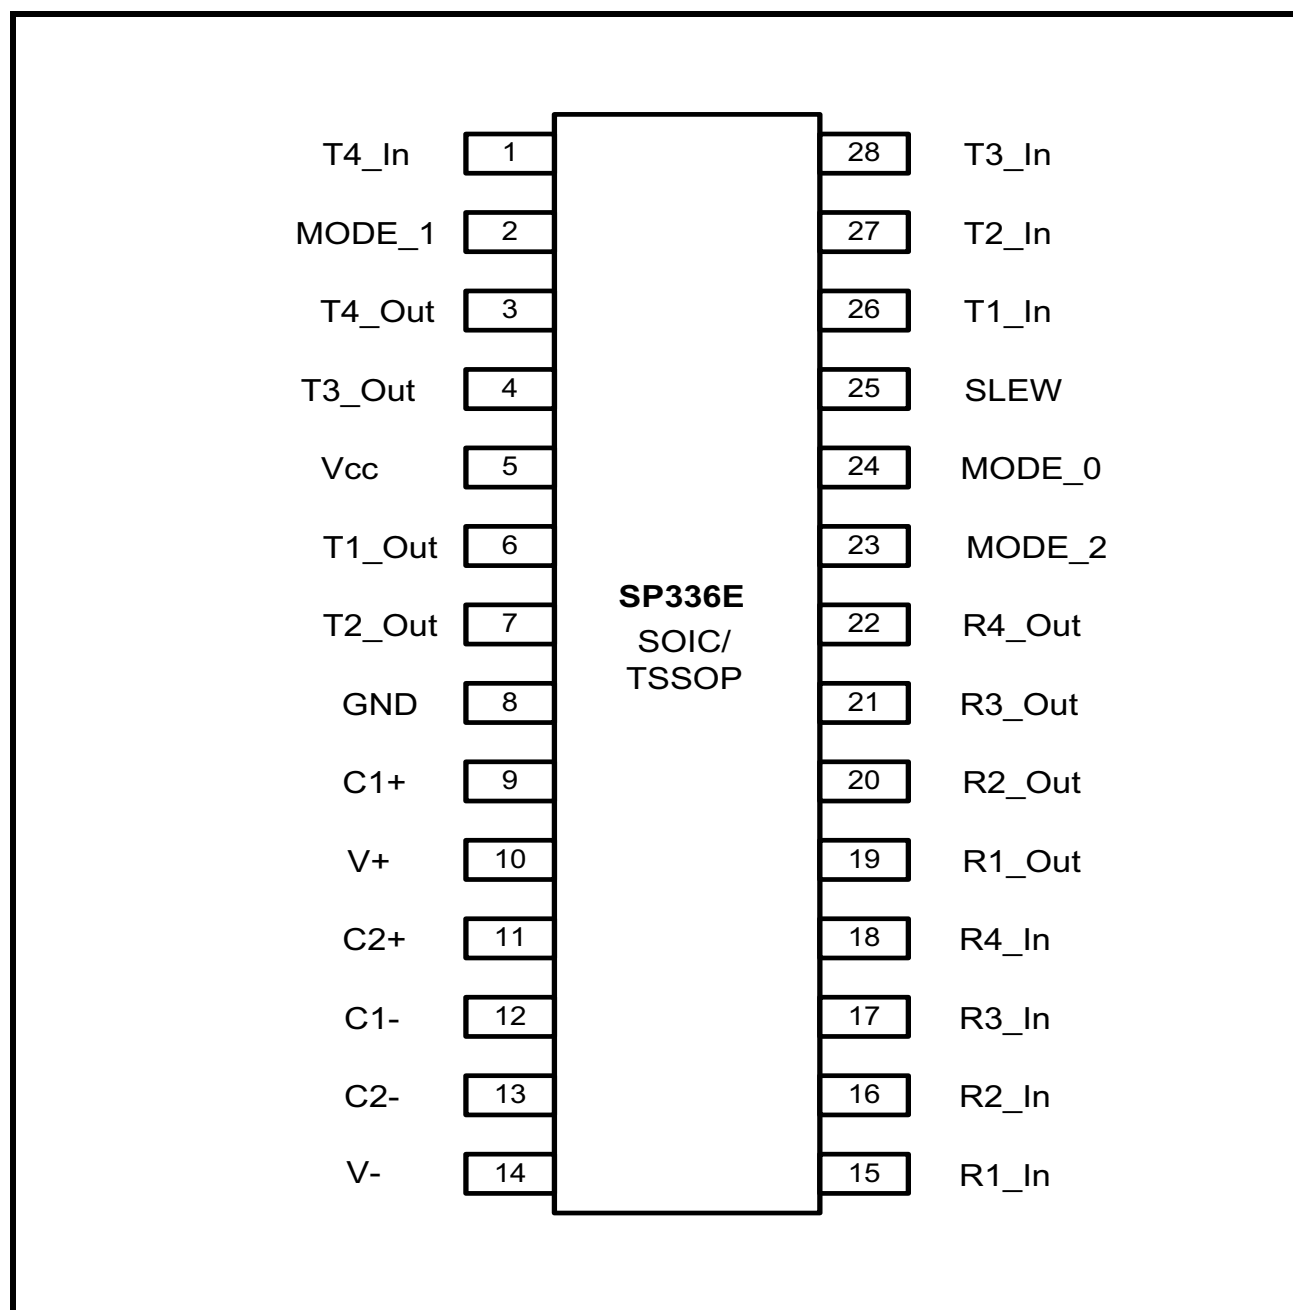 T4_In 1 28 T3_In
MODE_1 2 27 T2_In
T4_Out 3 26 T1_In
T3_Out 4 25 SLEW
Vcc 5 24 MODE_0
T1_Out 6 23 MODE_2
SP336E
SOIC/
TSSOP
T2_Out 7 22 R4_Out
GND 8 21 R3_Out
C1+ 9 20 R2_Out
V+ 10 19 R1_Out
C2+ 11 18 R4_In
C1- 12 17 R3_In
C2- 13 16 R2_In
V- 14 15 R1_In